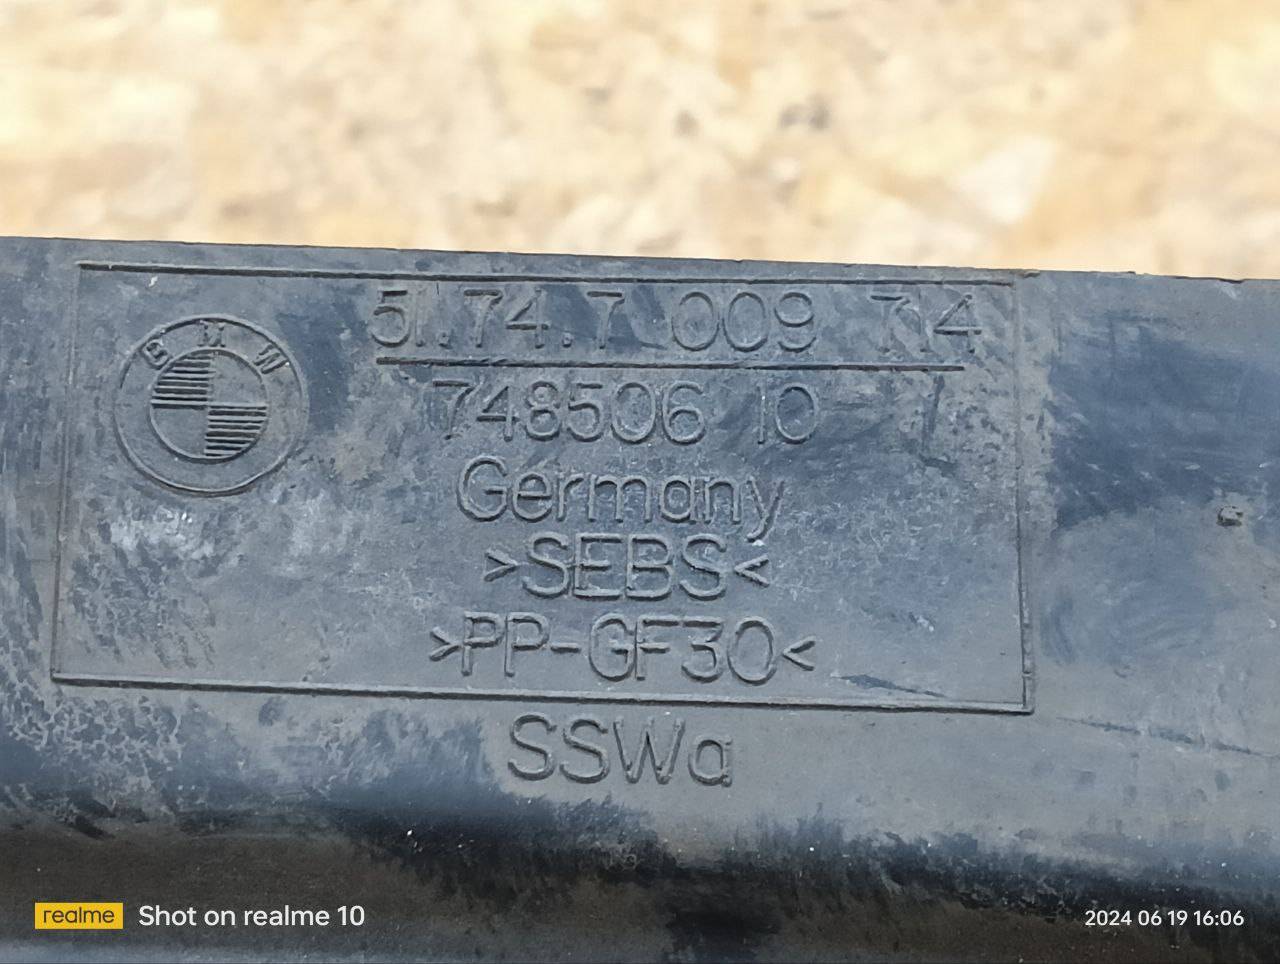 51.74.7 009 714
BMW
748506 10
Germany
>SEBS<
>PP-GF30<
SSWa
realme Shot on realme 10
2024 06 19 16:06